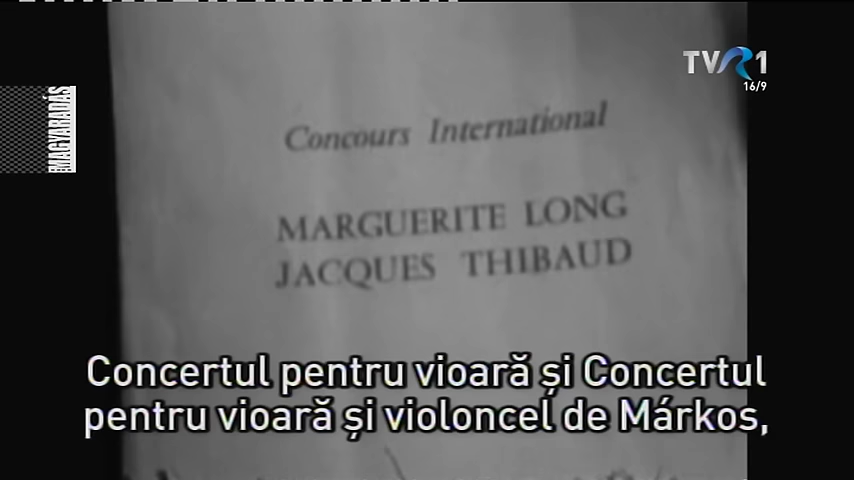 TVR1
16/9
MAGYARADÁS
Concours International
MARGUERITE LONG
JACQUES THIBAUD
Concertul pentru vioară și Concertul
pentru vioară și violoncel de Márkos,